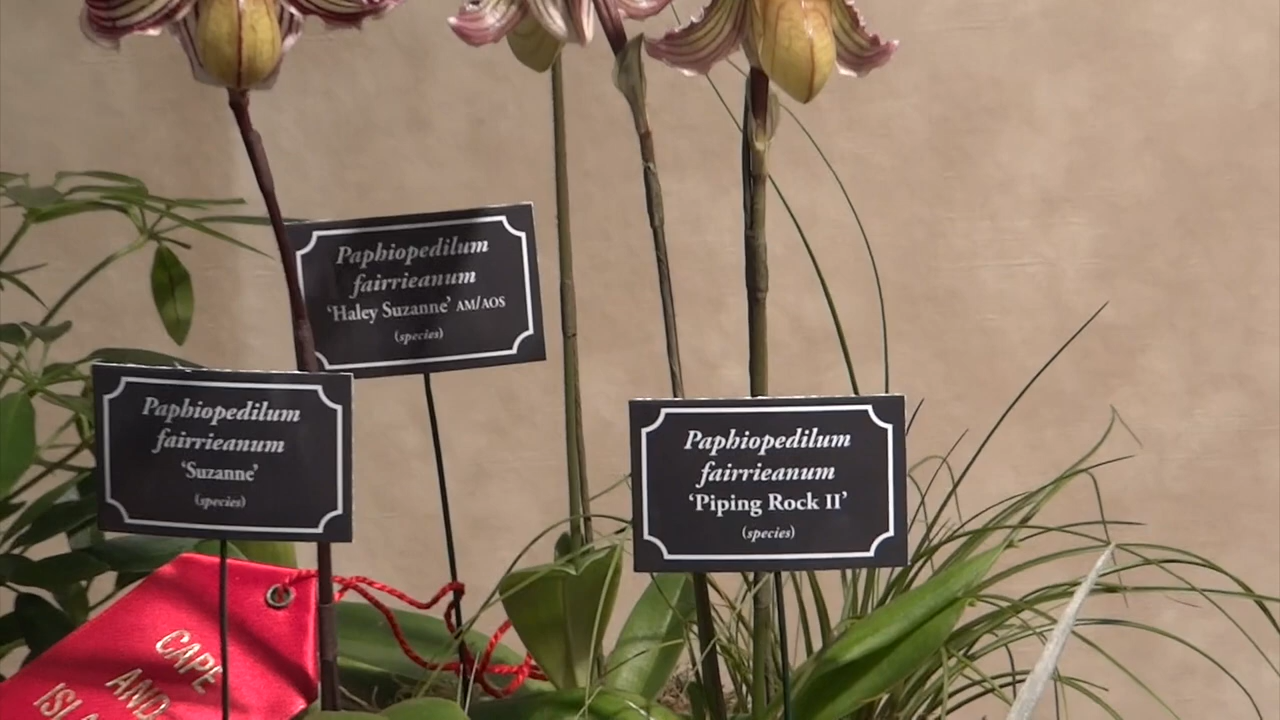 Paphiopedilum
fairrieanum
‘Haley Suzanne’ AM/AOS
(species)
Paphiopedilum
fairrieanum
‘Suzanne’
(species)
Paphiopedilum
fairrieanum
‘Piping Rock II’
(species)
CAPE
AND